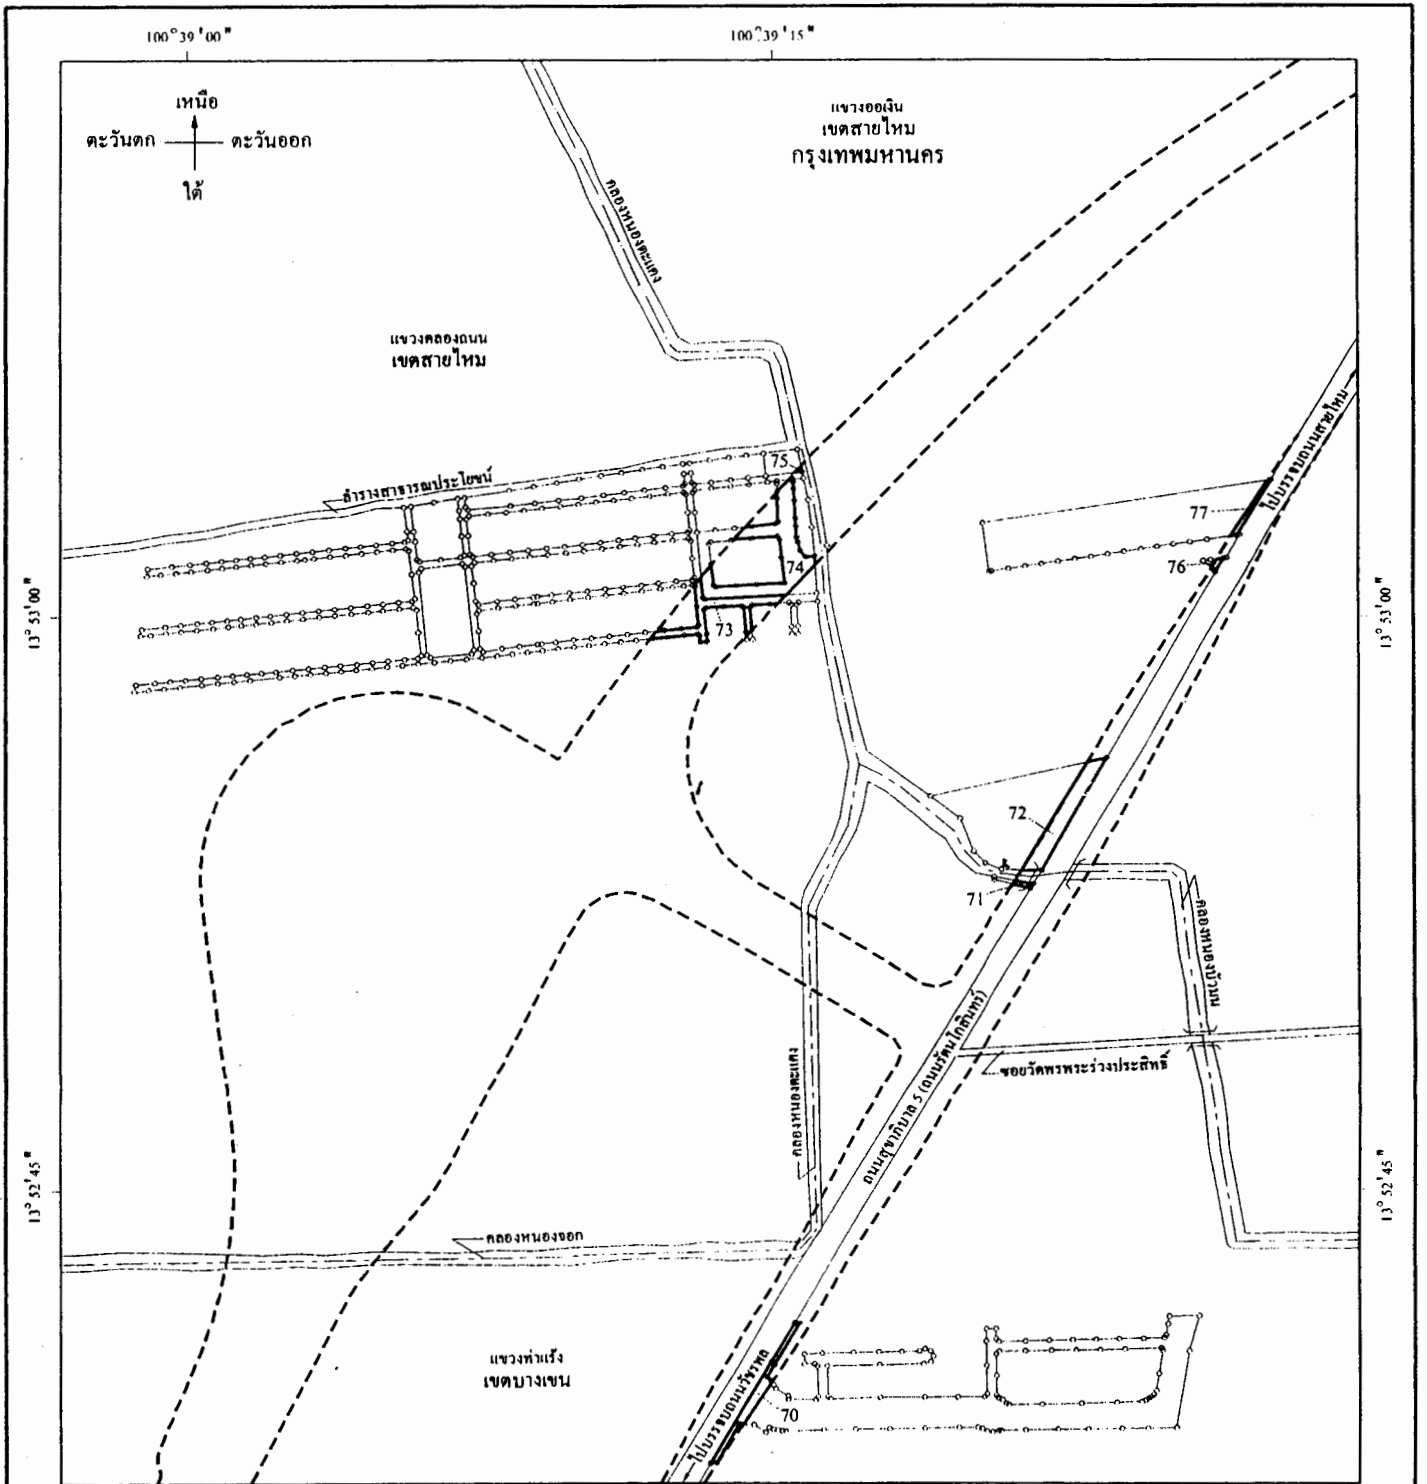 100°39'00"
100°39'15"
เหนือ
ตะวันตก
ตะวันออก
ใต้
แขวงออเงิน
เขตสายไหม
กรุงเทพมหานคร
คลองหนองตะแคง
แขวงคลองถนน
เขตสายไหม
ลำรางสาธารณประโยชน์
75
74
73
77
76
ไปบรรจบถนนสายไหม
13°53'00"
13°53'00"
72
71
คลองหนองบัวมน
ถนนสุขาภิบาล 5 (ถนนรัตนโกสินทร์)
ซอยวัดพรพระร่วงประสิทธิ์
คลองหนองตะแคง
13°52'45"
13°52'45"
คลองหนองจอก
แขวงท่าแร้ง
เขตบางเขน
ไปบรรจบถนนวัชรพล
70